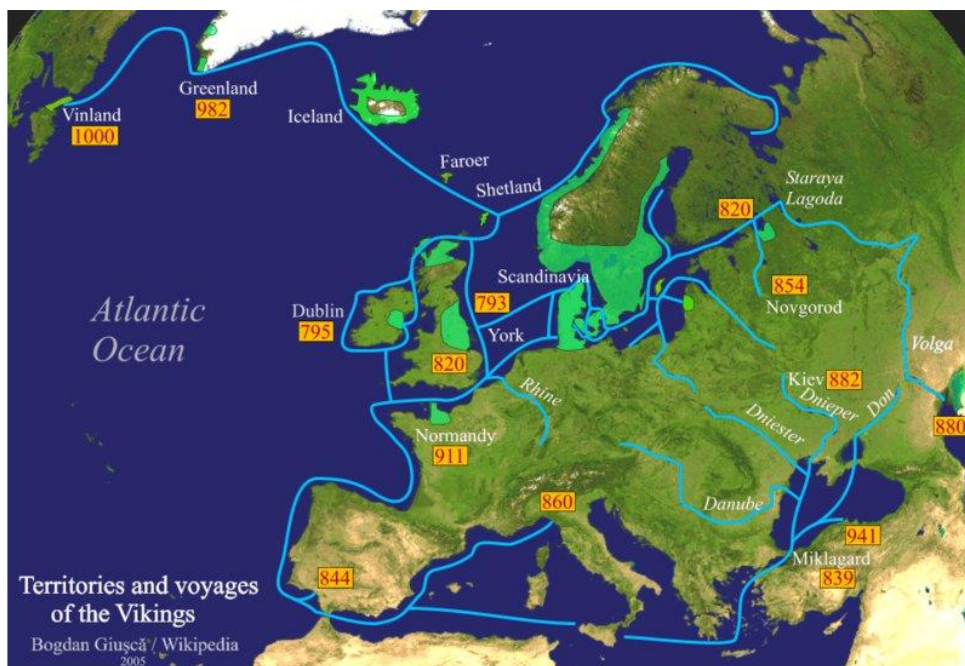 Vinland
1000
Greenland
982
Iceland
Faroer
Shetland
Staraya
Lagoda
820
Scandinavia
Dublin
795
793
York
820
854
Novgorod
Atlantic
Ocean
Volga
Kiev 882
Rhine
Dnieper
Don
Dniester
880
Normandy
911
Danube
860
941
Miklagard
839
844
Territories and voyages
of the Vikings
Bogdan Giuşcă / Wikipedia
2005